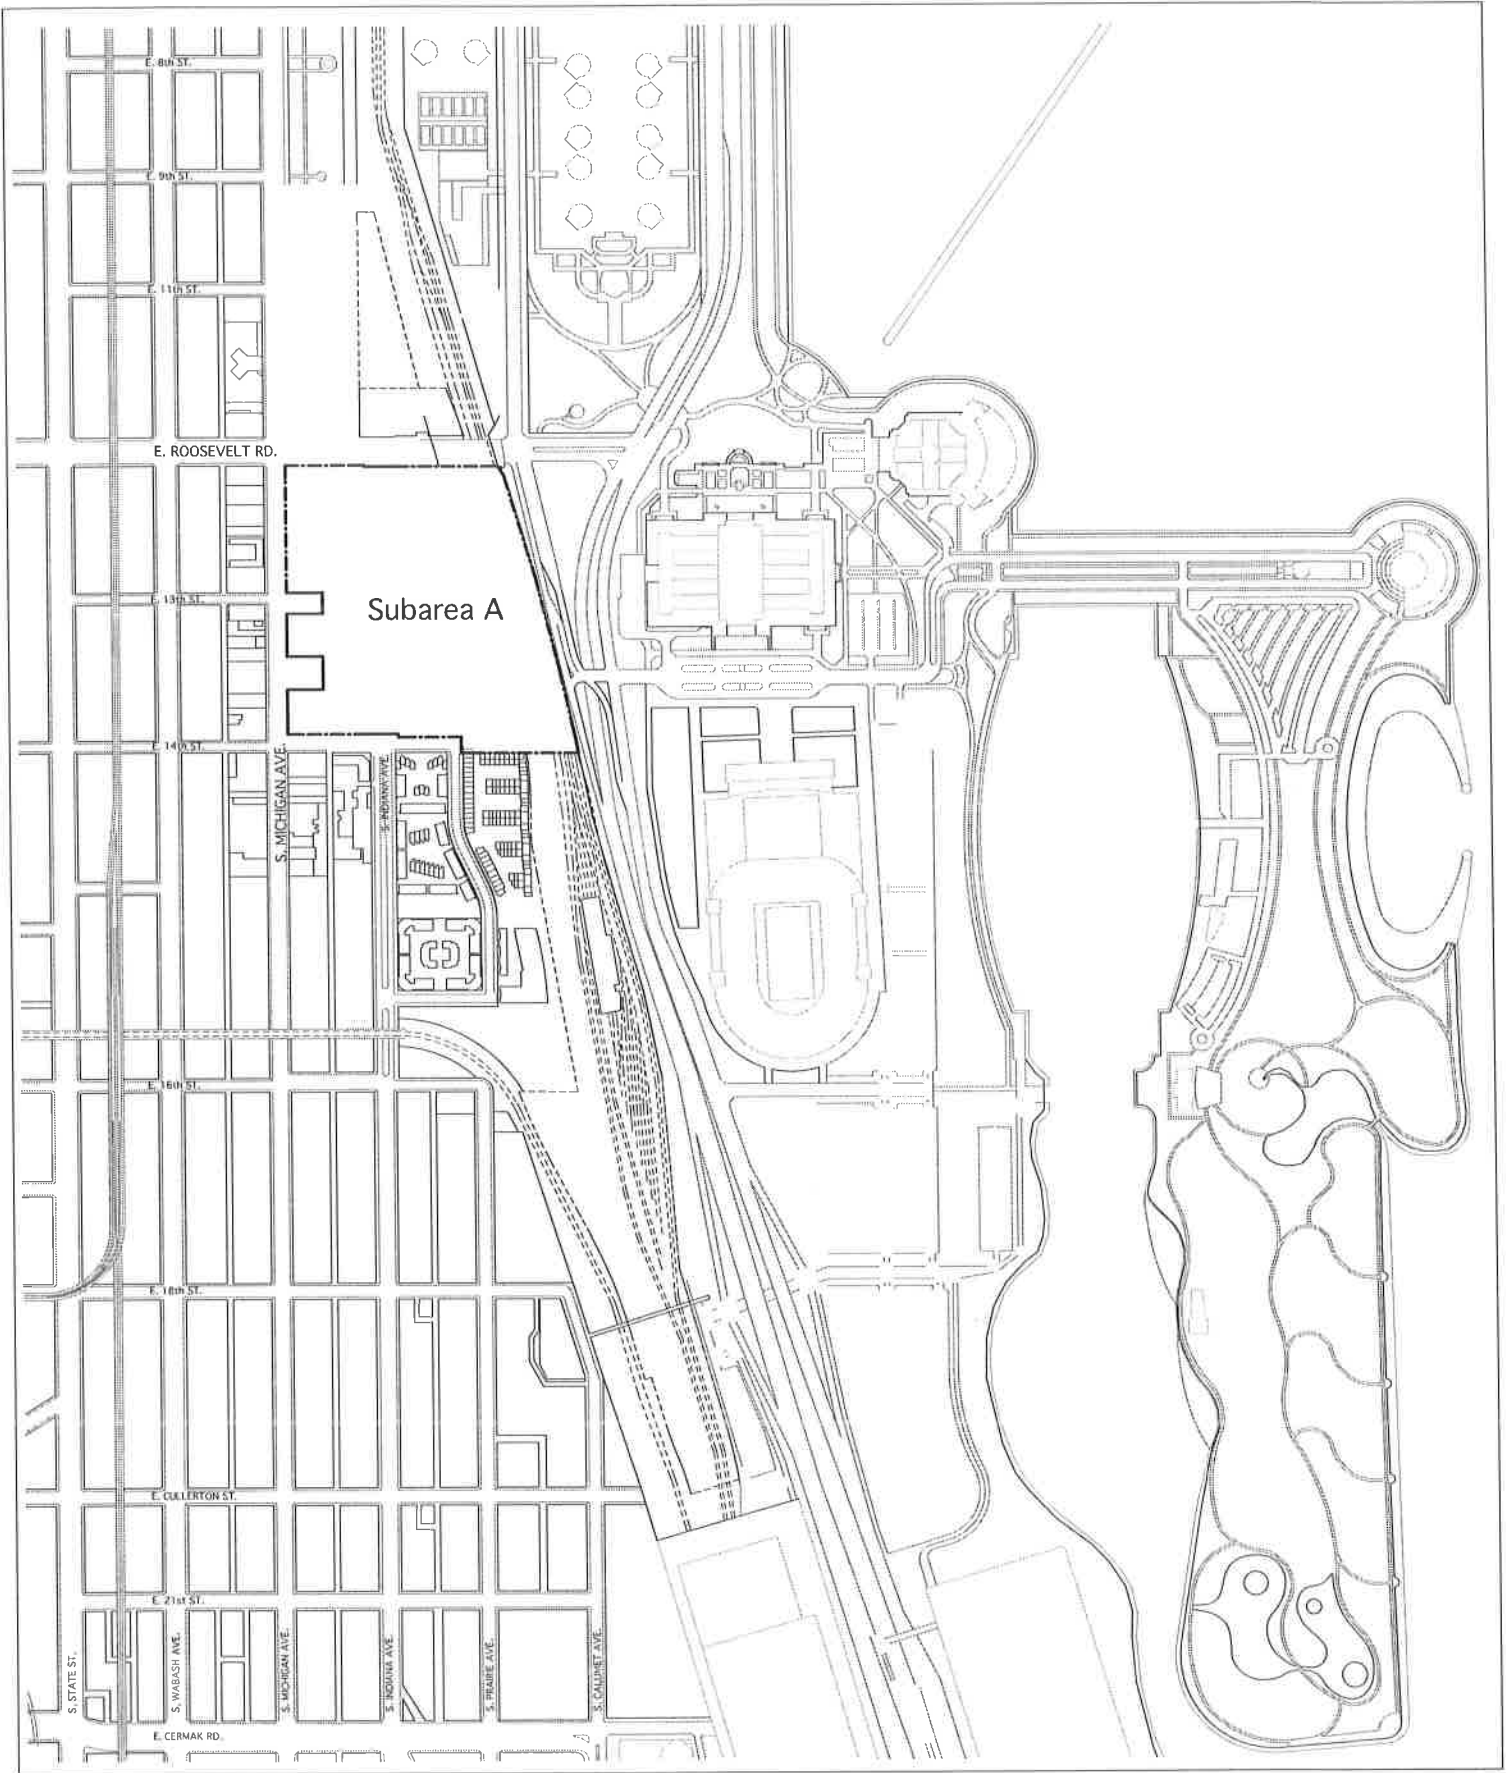 E. 8th ST.
E. 9th ST.
E. 11th ST.
E. ROOSEVELT RD.
E. 13th ST.
Subarea A
E. 14th ST.
S. MICHIGAN AVE.
S. INDIANA AVE.
E. 16th ST.
E. 18th ST.
E. CULLERTON ST.
E. 21st ST.
S. STATE ST.
S. WABASH AVE.
S. MICHIGAN AVE.
S. INDIANA AVE.
S. PRAIRIE AVE.
S. CALUMET AVE.
E. CERMAK RD.